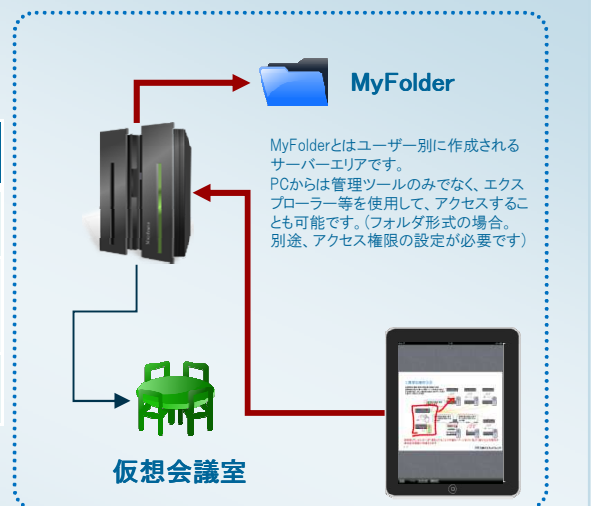 MyFolder
MyFolderとはユーザー別に作成される
サーバーエリアです。
PCからは管理ツールのみでなく、エクス
プローラー等を使用して、アクセスするこ
とも可能です。(フォルダ形式の場合。
別途、アクセス権限の設定が必要です)
仮想会議室